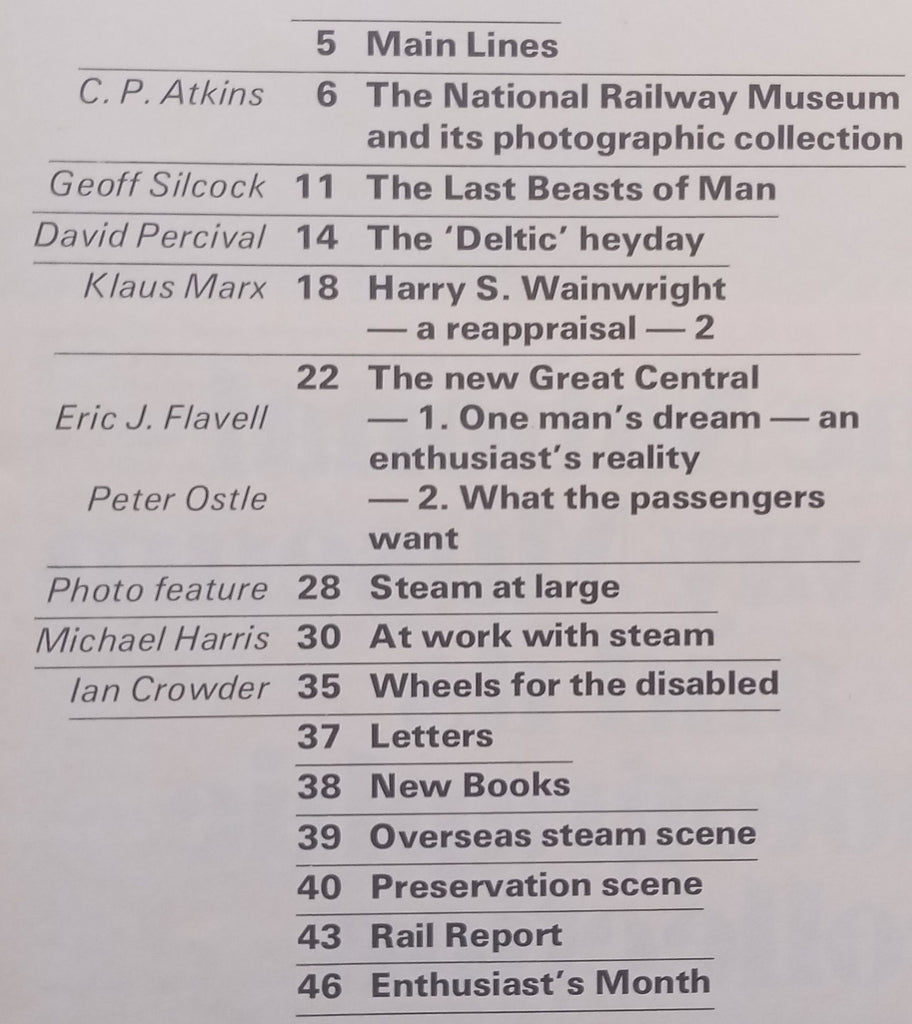 5 Main Lines
C. P. Atkins 6 The National Railway Museum
and its photographic collection
Geoff Silcock 11 The Last Beasts of Man
David Percival 14 The ‘Deltic’ heyday
Klaus Marx 18 Harry S. Wainwright
— a reappraisal — 2
22 The new Great Central
Eric J. Flavell — 1. One man’s dream — an
enthusiast’s reality
Peter Ostle — 2. What the passengers
want
Photo feature 28 Steam at large
Michael Harris 30 At work with steam
Ian Crowder 35 Wheels for the disabled
37 Letters
38 New Books
39 Overseas steam scene
40 Preservation scene
43 Rail Report
46 Enthusiast’s Month